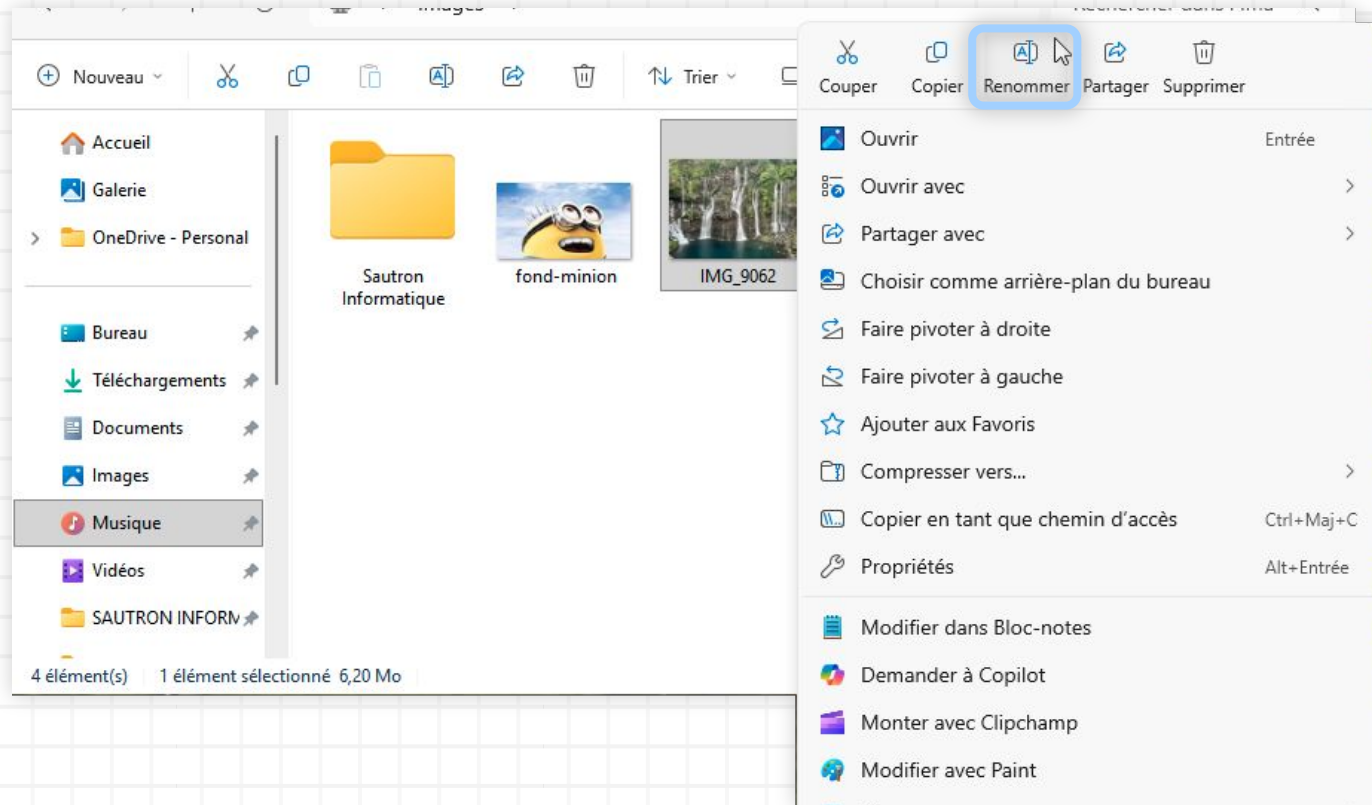 Images
Rechercher dans : Ima
Nouveau
Trier
Couper
Copier
Renommer
Partager
Supprimer
Accueil
Galerie
OneDrive - Personal
Bureau
Téléchargements
Documents
Images
Musique
Vidéos
SAUTRON INFORM
Sautron
Informatique
fond-minion
IMG_9062
Ouvrir Entrée
Ouvrir avec
Partager avec
Choisir comme arrière-plan du bureau
Faire pivoter à droite
Faire pivoter à gauche
Ajouter aux Favoris
Compresser vers...
Copier en tant que chemin d’accès Ctrl+Maj+C
Propriétés Alt+Entrée
Modifier dans Bloc-notes
Demander à Copilot
Monter avec Clipchamp
Modifier avec Paint
4 élément(s) 1 élément sélectionné 6,20 Mo